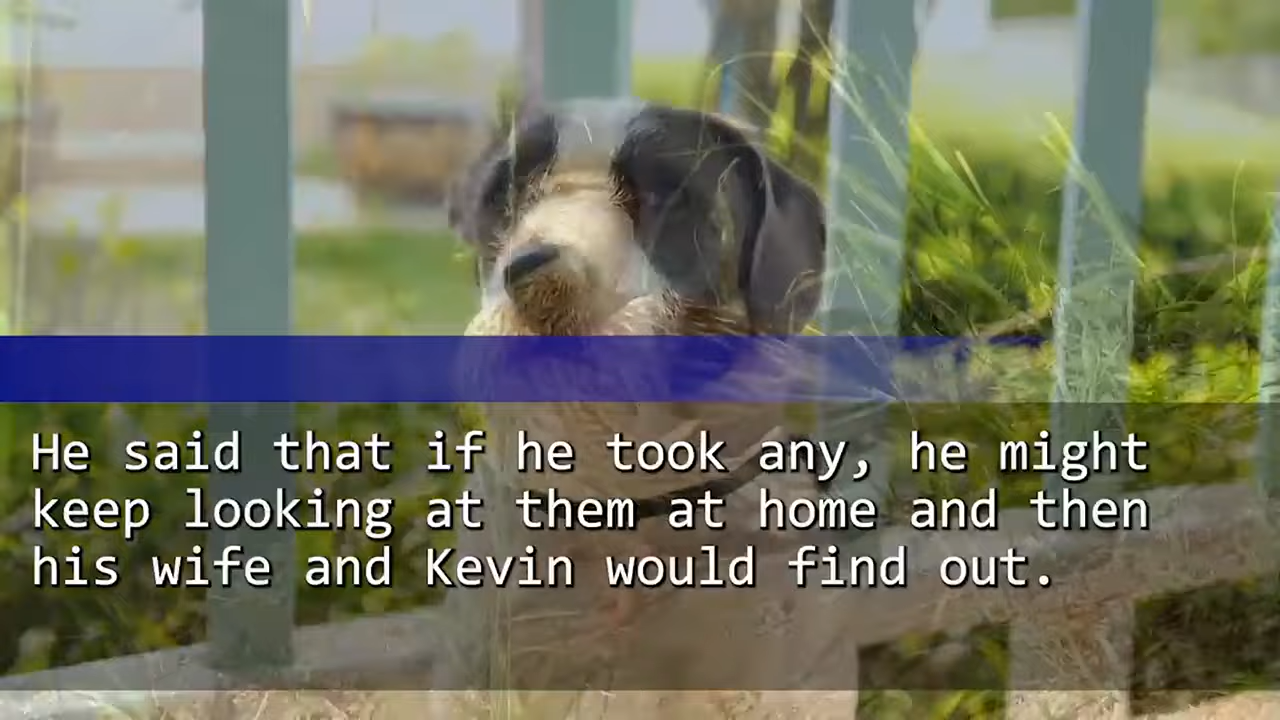 He said that if he took any, he might
keep looking at them at home and then
his wife and Kevin would find out.